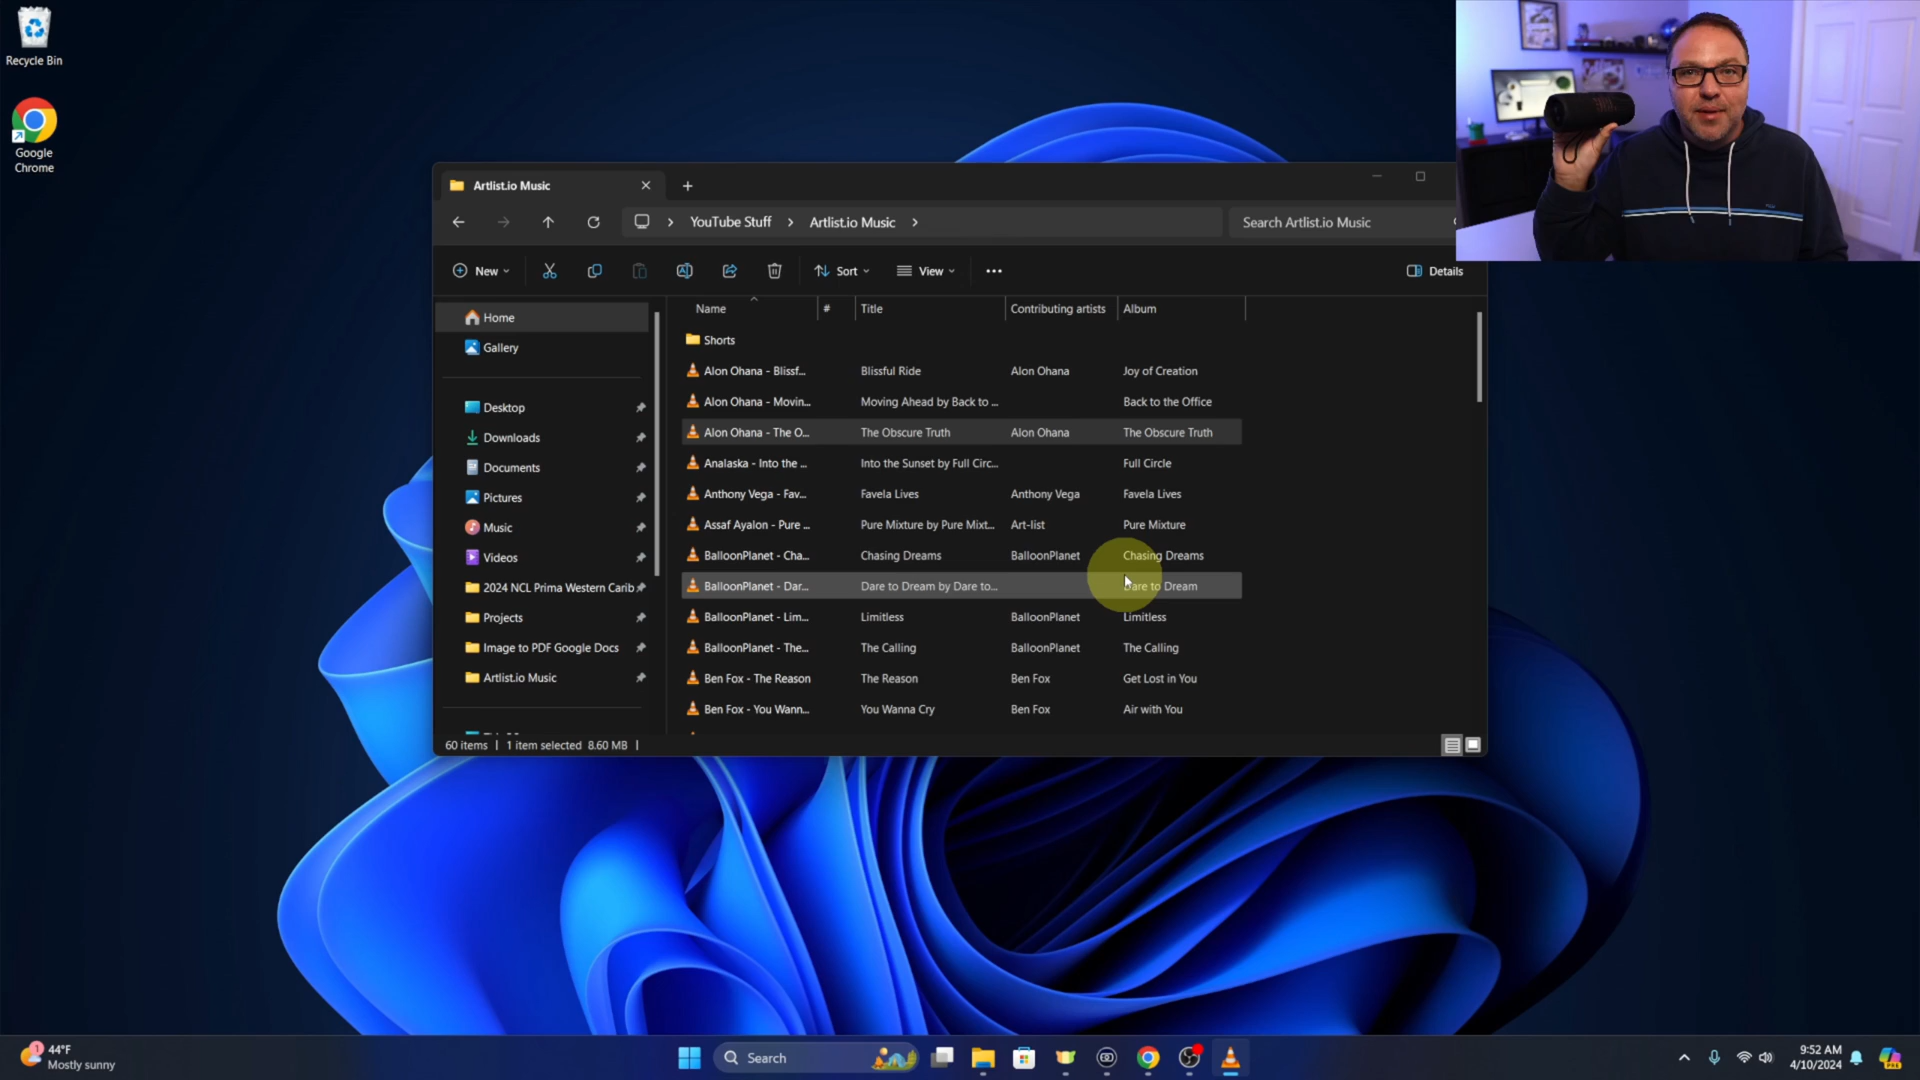 Recycle Bin
Google
Chrome
Artlist.io Music
YouTube Stuff
Artlist.io Music
Search Artlist.io Music
New
Sort
View
Details
Home
Gallery
Desktop
Downloads
Documents
Pictures
Music
Videos
2024 NCL Prima Western Carib
Projects
Image to PDF Google Docs
Artlist.io Music
Name # Title Contributing artists Album
Shorts
Alon Ohana - Blissf... Blissful Ride Alon Ohana Joy of Creation
Alon Ohana - Movin... Moving Ahead by Back to ... Back to the Office
Alon Ohana - The O... The Obscure Truth Alon Ohana The Obscure Truth
Analaska - Into the ... Into the Sunset by Full Circ... Full Circle
Anthony Vega - Fav... Favela Lives Anthony Vega Favela Lives
Assaf Ayalon - Pure ... Pure Mixture by Pure Mixt... Art-list Pure Mixture
BalloonPlanet - Cha... Chasing Dreams BalloonPlanet Chasing Dreams
BalloonPlanet - Dar... Dare to Dream by Dare to... Dare to Dream
BalloonPlanet - Lim... Limitless BalloonPlanet Limitless
BalloonPlanet - The... The Calling BalloonPlanet The Calling
Ben Fox - The Reason The Reason Ben Fox Get Lost in You
Ben Fox - You Wann... You Wanna Cry Ben Fox Air with You
60 items | 1 item selected 8.60 MB |
1
44°F
Mostly sunny
Search
9:52 AM
4/10/2024
PRE